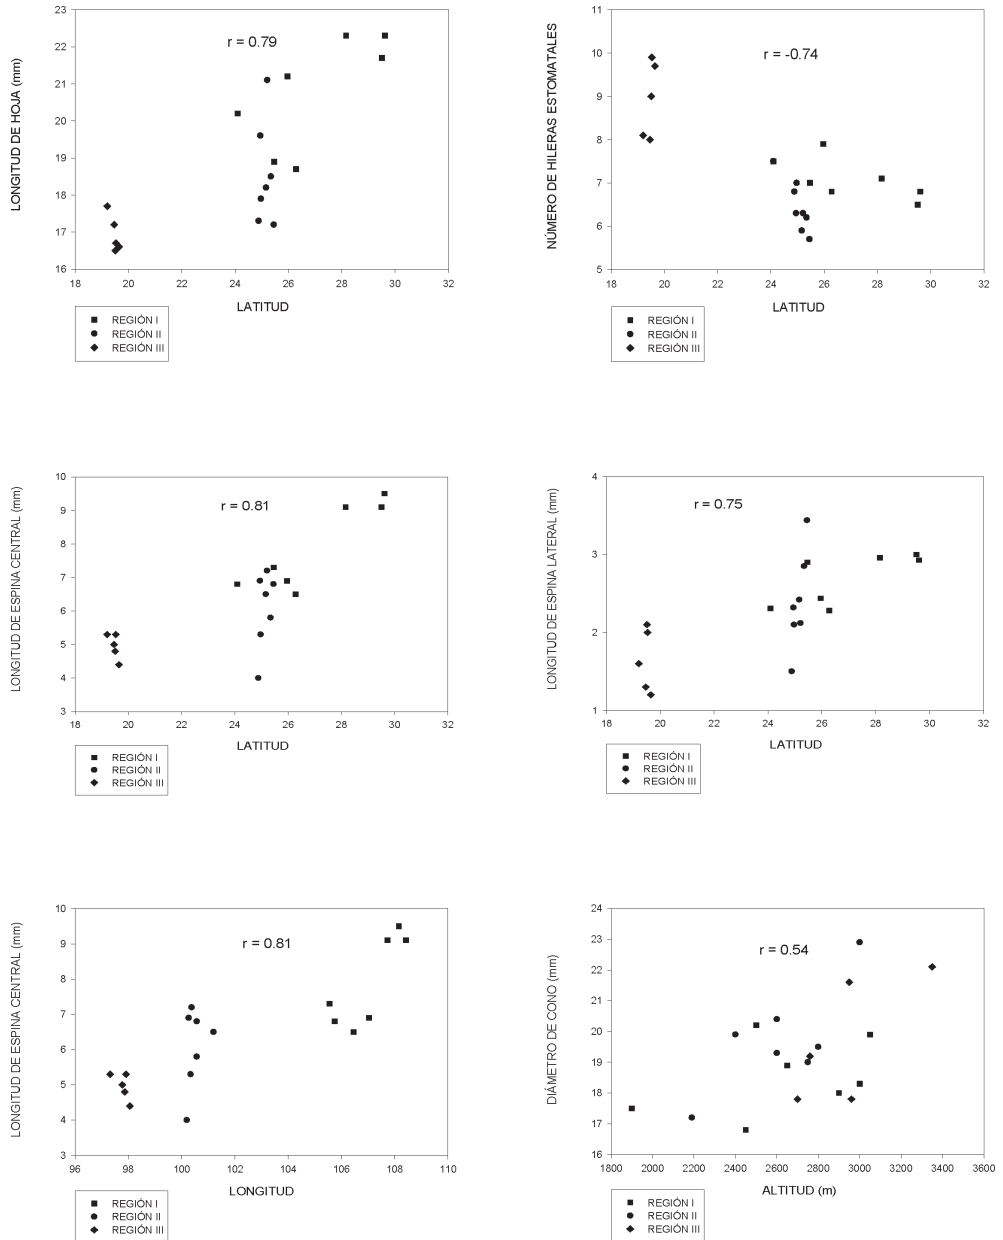 LONGITUD DE HOJA (mm)
23
22
21
20
19
18
17
16
r = 0.79
18 20 22 24 26 28 30 32
LATITUD
REGIÓN I
REGIÓN II
REGIÓN III
NÚMERO DE HILERAS ESTOMATALES
11
10
9
8
7
6
5
r = -0.74
18 20 22 24 26 28 30 32
LATITUD
REGIÓN I
REGIÓN II
REGIÓN III
LONGITUD DE ESPINA CENTRAL (mm)
10
9
8
7
6
5
4
3
r = 0.81
18 20 22 24 26 28 30 32
LATITUD
REGIÓN I
REGIÓN II
REGIÓN III
LONGITUD DE ESPINA LATERAL (mm)
4
3
2
1
r = 0.75
18 20 22 24 26 28 30 32
LATITUD
REGIÓN I
REGIÓN II
REGIÓN III
LONGITUD DE ESPINA CENTRAL (mm)
10
9
8
7
6
5
4
3
r = 0.81
96 98 100 102 104 106 108 110
LONGITUD
REGIÓN I
REGIÓN II
REGIÓN III
DIÁMETRO DE CONO (mm)
24
23
22
21
20
19
18
17
16
r = 0.54
1800 2000 2200 2400 2600 2800 3000 3200 3400 3600
ALTITUD (m)
REGIÓN I
REGIÓN II
REGIÓN III